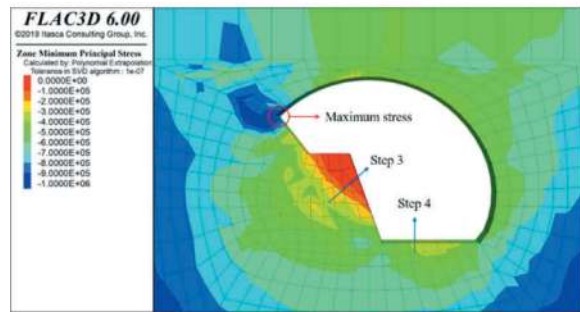 FLAC3D 6.00
©2019 Itasca Consulting Group, Inc.
Zone Minimum Principal Stress
Calculated by: Polynomial Extrapolation
Tolerance in SVD algorithm : 1e-07
0.0000E+00
-1.0000E+05
-2.0000E+05
-3.0000E+05
-4.0000E+05
-5.0000E+05
-6.0000E+05
-7.0000E+05
-8.0000E+05
-9.0000E+05
-1.0000E+06
Maximum stress
Step 3
Step 4